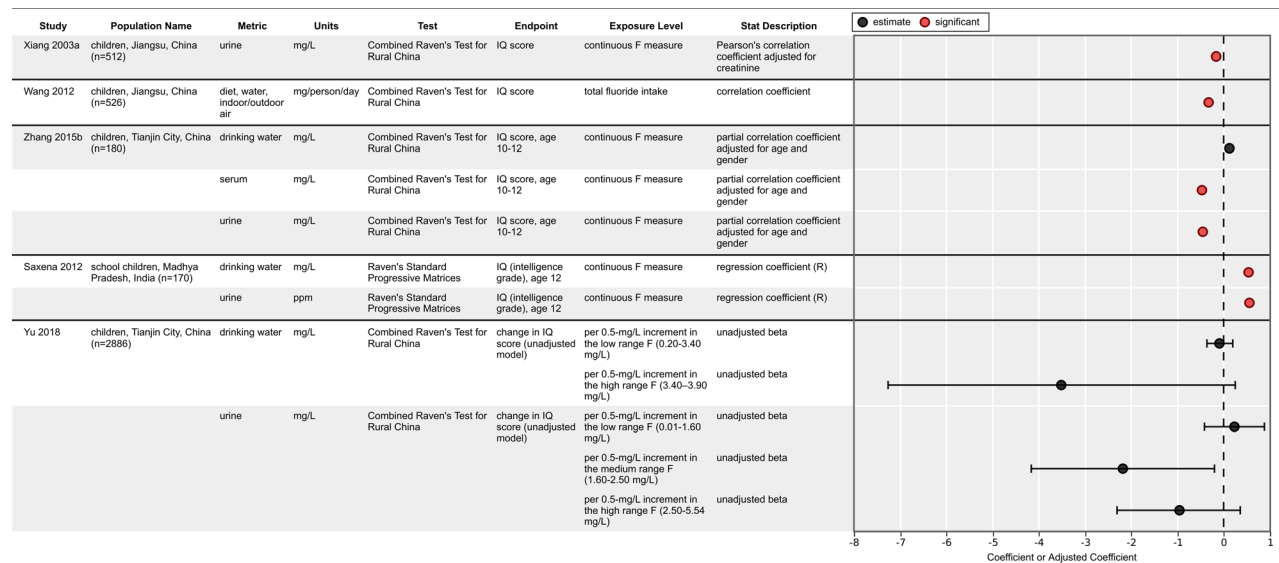 Study Population Name Metric Units Test Endpoint Exposure Level Stat Description
estimate significant
Xiang 2003a children, Jiangsu, China urine mg/L Combined Raven's Test for IQ score continuous F measure Pearson's correlation
(n=512) Rural China coefficient adjusted for
creatinine
Wang 2012 children, Jiangsu, China diet, water, mg/person/day Combined Raven's Test for IQ score total fluoride intake correlation coefficient
(n=526) indoor/outdoor Rural China
air
Zhang 2015b children, Tianjin City, China drinking water mg/L Combined Raven's Test for IQ score, age continuous F measure partial correlation coefficient
(n=180) Rural China 10-12 adjusted for age and
gender
serum mg/L Combined Raven's Test for IQ score, age continuous F measure partial correlation coefficient
Rural China 10-12 adjusted for age and
gender
urine mg/L Combined Raven's Test for IQ score, age continuous F measure partial correlation coefficient
Rural China 10-12 adjusted for age and
gender
Saxena 2012 school children, Madhya drinking water mg/L Raven's Standard IQ (intelligence continuous F measure regression coefficient (R)
Pradesh, India (n=170) Progressive Matrices grade), age 12
urine ppm Raven's Standard IQ (intelligence continuous F measure regression coefficient (R)
Progressive Matrices grade), age 12
Yu 2018 children, Tianjin City, China drinking water mg/L Combined Raven's Test for change in IQ per 0.5-mg/L increment in unadjusted beta
(n=2886) Rural China score (unadjusted the low range F (0.20-3.40
model) mg/L)
per 0.5-mg/L increment in unadjusted beta
the high range F (3.40–3.90
mg/L)
urine mg/L Combined Raven's Test for change in IQ per 0.5-mg/L increment in unadjusted beta
Rural China score (unadjusted the low range F (0.01-1.60
model) mg/L)
per 0.5-mg/L increment in unadjusted beta
the medium range F
(1.60-2.50 mg/L)
per 0.5-mg/L increment in unadjusted beta
the high range F (2.50-5.54
mg/L)
-8 -7 -6 -5 -4 -3 -2 -1 0 1
Coefficient or Adjusted Coefficient